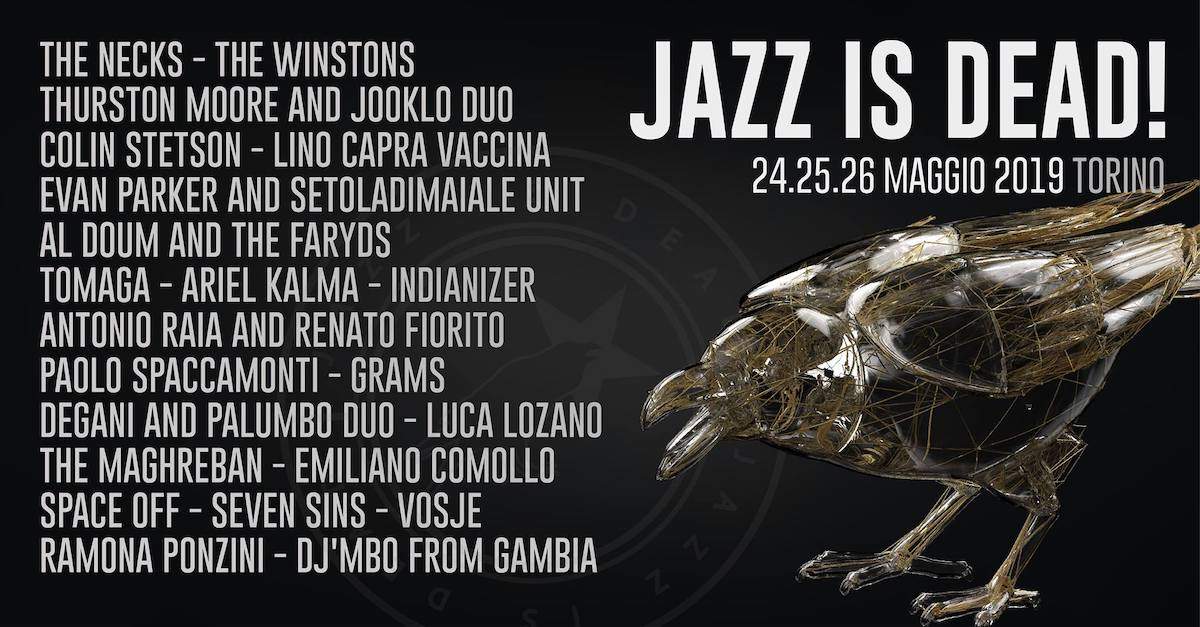 THE NECKS - THE WINSTONS
THURSTON MOORE AND JOOKLO DUO
COLIN STETSON - LINO CAPRA VACCINA
EVAN PARKER AND SETOLADIMAIALE UNIT
AL DOUM AND THE FARYDS
TOMAGA - ARIEL KALMA - INDIANIZER
ANTONIO RAIA AND RENATO FIORITO
PAOLO SPACCAMONTI - GRAMS
DEGANI AND PALUMBO DUO - LUCA LOZANO
THE MAGHREBAN - EMILIANO COMOLLO
SPACE OFF - SEVEN SINS - VOSJE
RAMONA PONZINI - DJ'MBO FROM GAMBIA
JAZZ IS DEAD!
24.25.26 MAGGIO 2019 TORINO